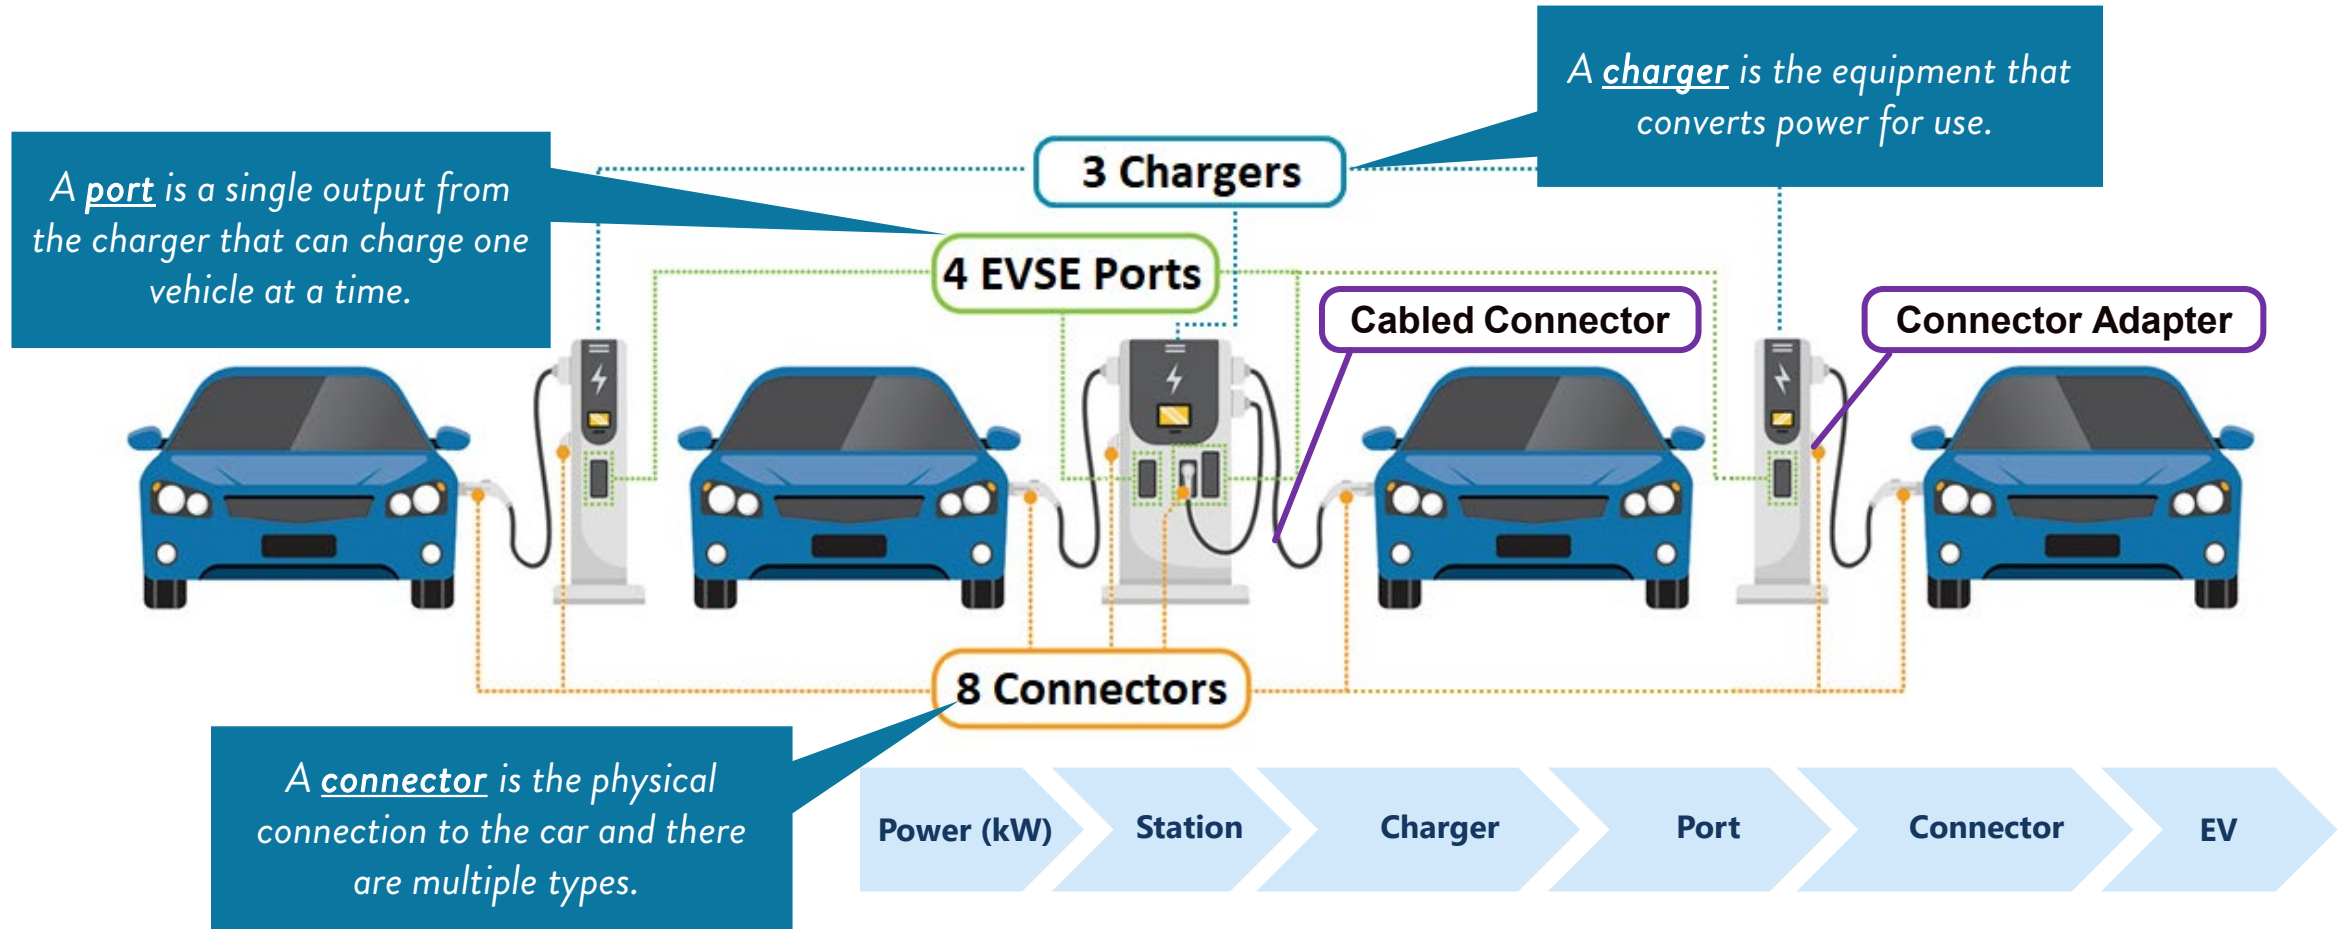 A charger is the equipment that
converts power for use.
A port is a single output from
the charger that can charge one
vehicle at a time.
3 Chargers
4 EVSE Ports
Cabled Connector
Connector Adapter
8 Connectors
A connector is the physical
connection to the car and there
are multiple types.
Power (kW)
Station
Charger
Port
Connector
EV